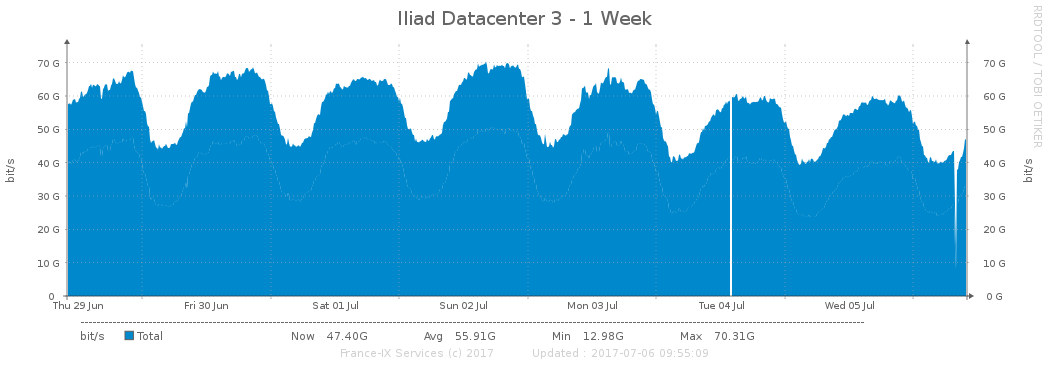 Iliad Datacenter 3 - 1 Week
RRDTOOL / TOBI OETIKER
bit/s
70 G
60 G
50 G
40 G
30 G
20 G
10 G
0
70 G
60 G
50 G
40 G
30 G
20 G
10 G
0 G
bit/s
Thu 29 Jun Fri 30 Jun Sat 01 Jul Sun 02 Jul Mon 03 Jul Tue 04 Jul Wed 05 Jul
bit/s Total Now 47.40G Avg 55.91G Min 12.98G Max 70.31G
France-IX Services (c) 2017 Updated : 2017-07-06 09:55:09